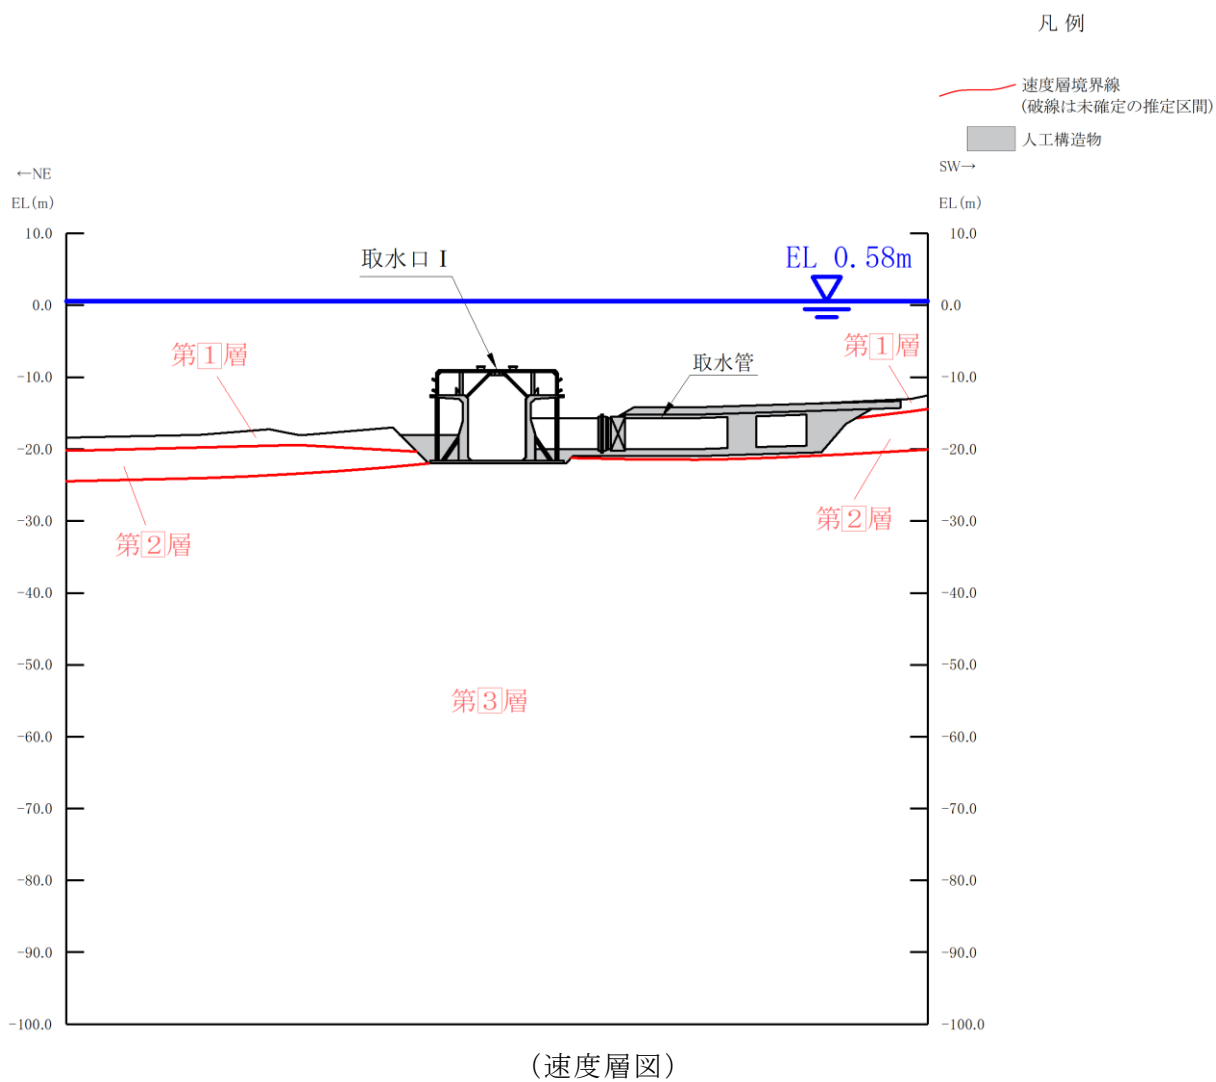 凡 例
速度層境界線
(破線は未確定の推定区間)
人工構造物
←NE
SW→
EL(m)
EL(m)
10.0
10.0
取水口 I
EL 0.58m
0.0
0.0
第1層
第1層
取水管
-10.0
-10.0
-20.0
-20.0
第2層
第2層
-30.0
-30.0
-40.0
-40.0
-50.0
-50.0
第3層
-60.0
-60.0
-70.0
-70.0
-80.0
-80.0
-90.0
-90.0
-100.0
-100.0
(速度層図)